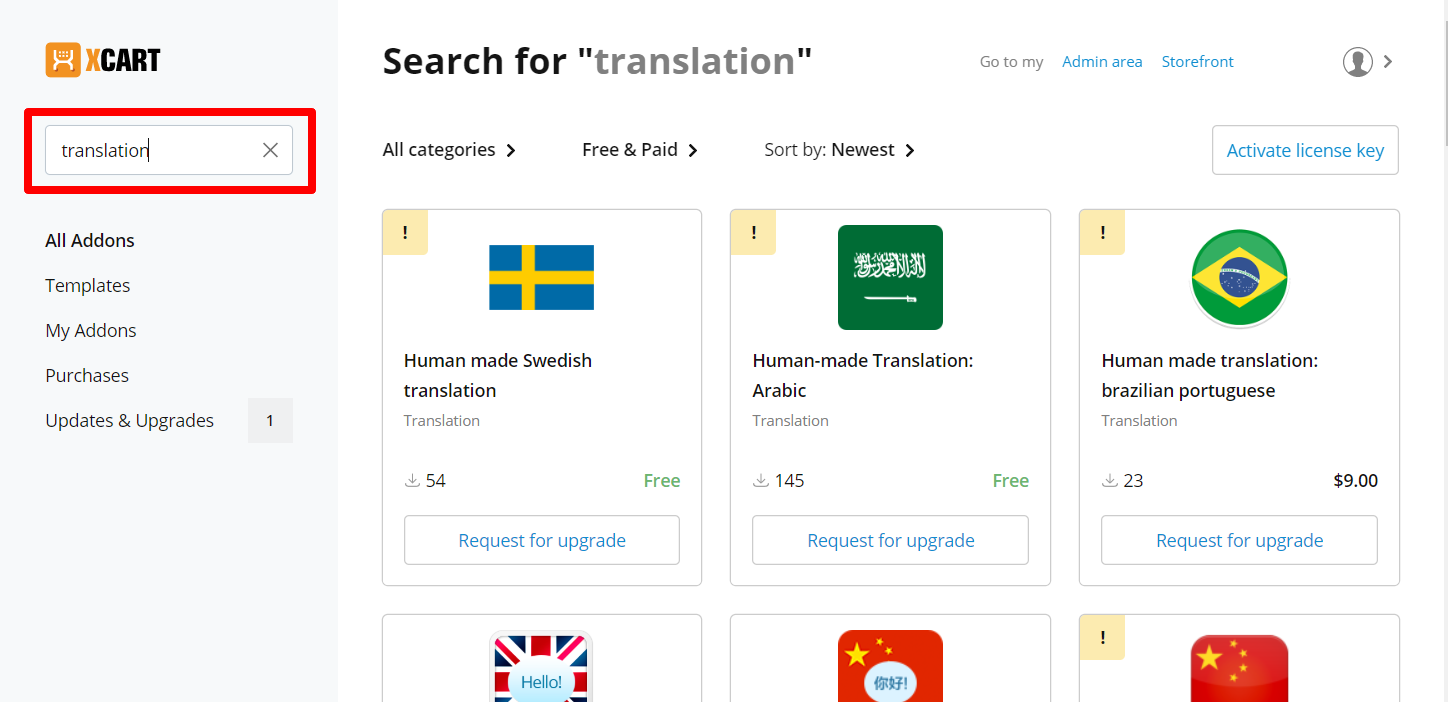 XCART
Search for "translation"
Go to my Admin area Storefront
translation
All categories Free & Paid Sort by: Newest Activate license key
All Addons
Templates
My Addons
Purchases
Updates & Upgrades 1
! ! !
Human made Swedish
translation
Translation
54 Free
Request for upgrade
Human-made Translation:
Arabic
Translation
145 Free
Request for upgrade
Human made translation:
brazilian portuguese
Translation
23 $9.00
Request for upgrade
Hello!
你好!
!